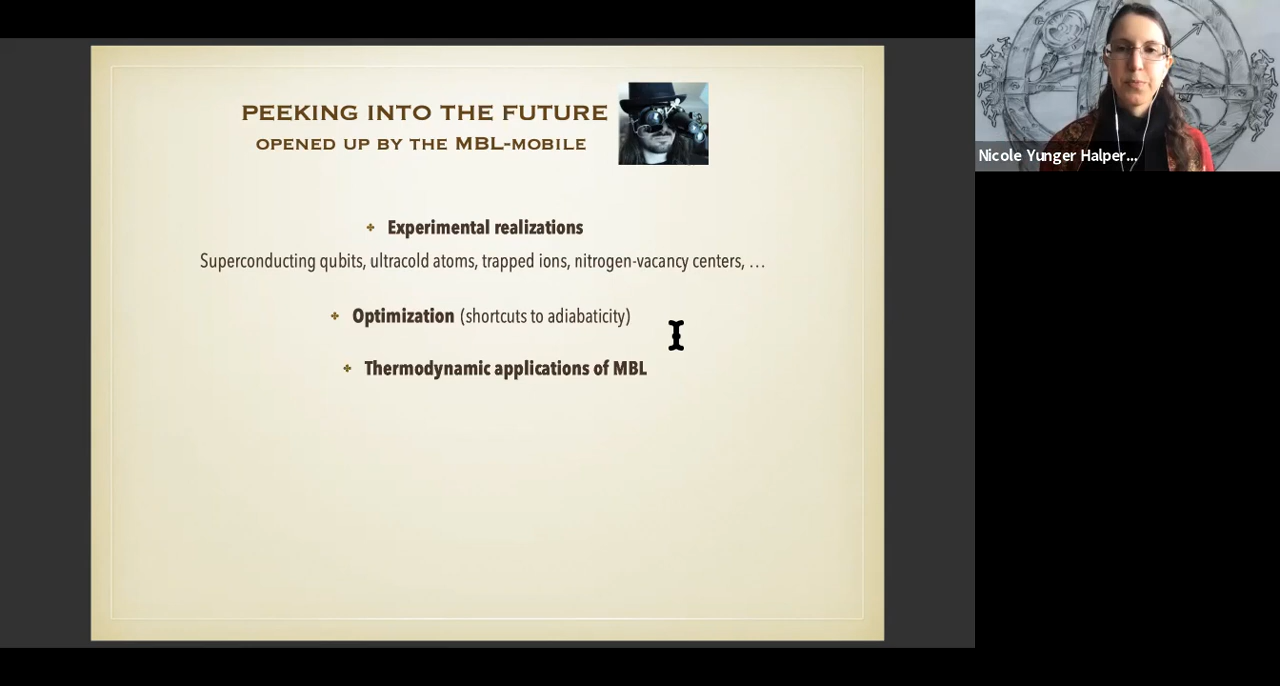 PEEKING INTO THE FUTURE
OPENED UP BY THE MBL-MOBILE
Experimental realizations
Superconducting qubits, ultracold atoms, trapped ions, nitrogen-vacancy centers, …
Optimization (shortcuts to adiabaticity)
Thermodynamic applications of MBL
Nicole Yunger Halper...